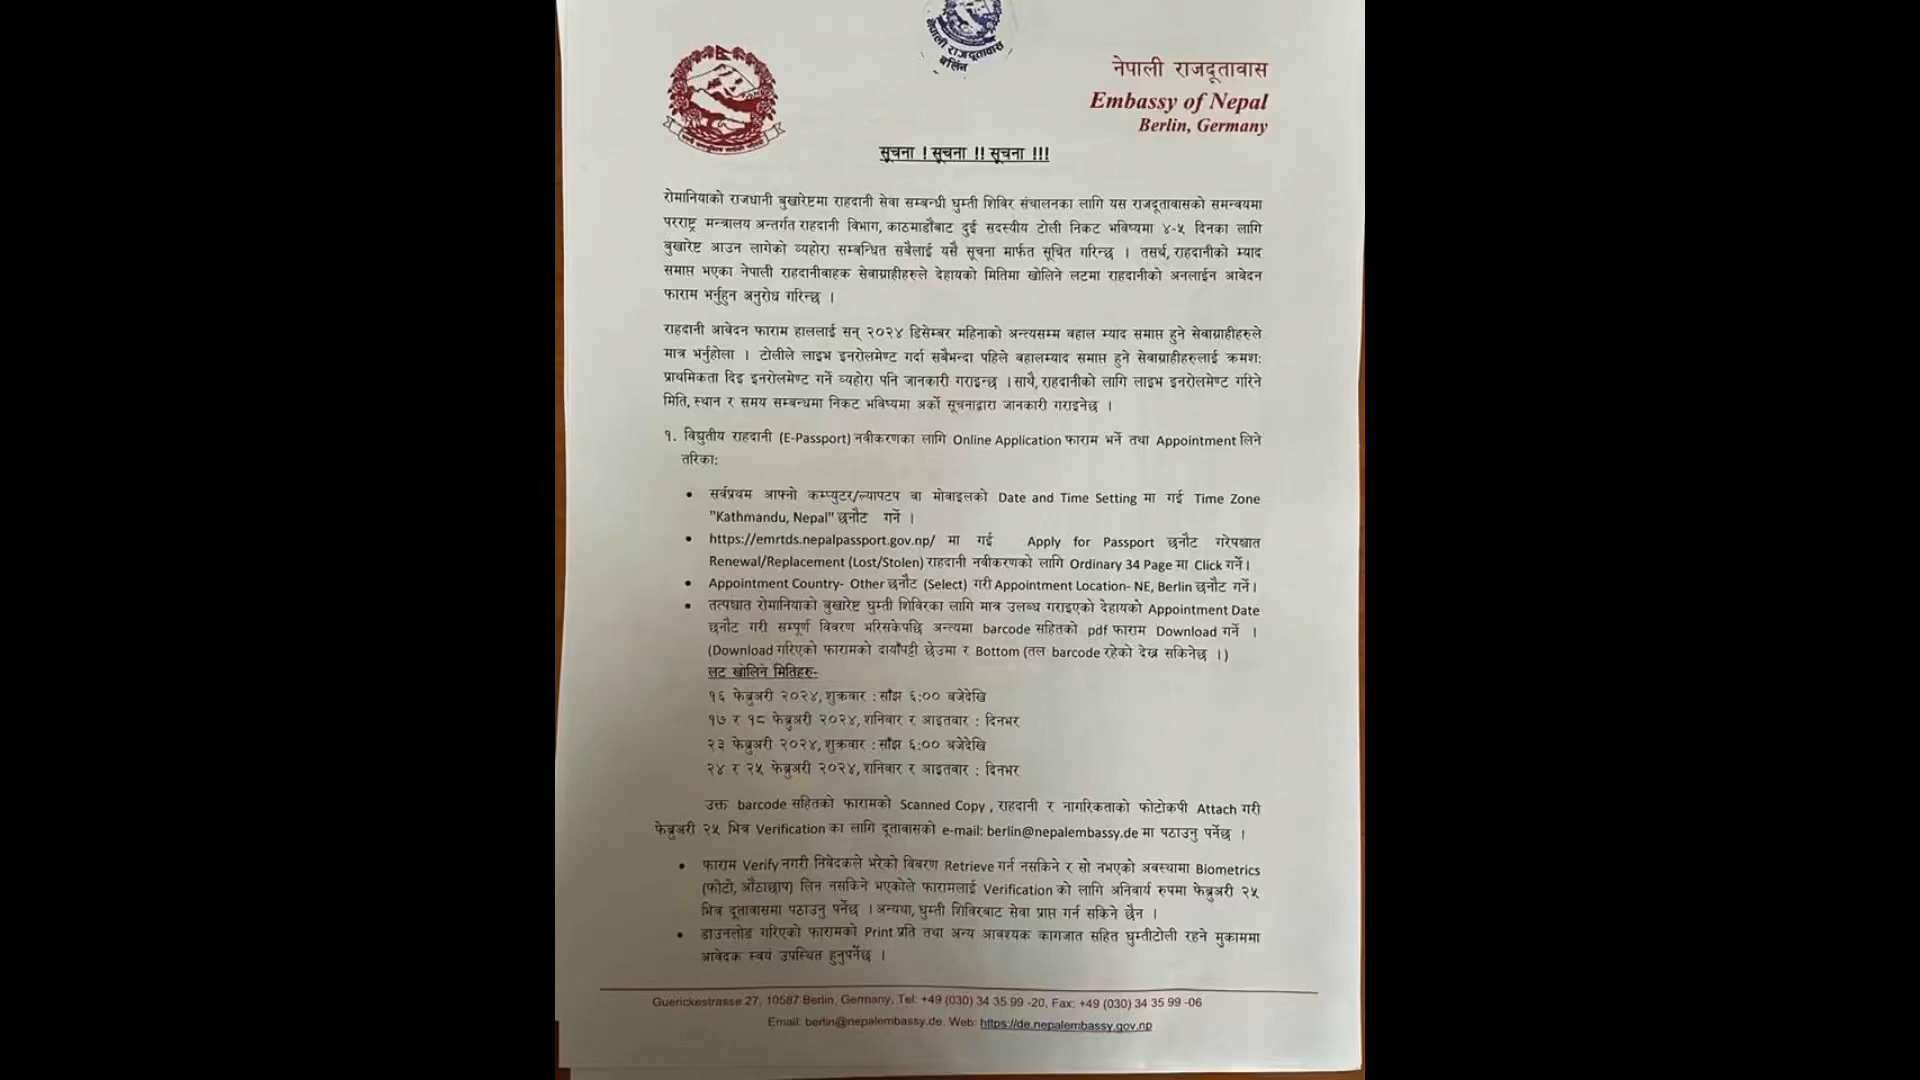 नेपाली राजदूतावास
बर्लिन
नेपाली राजदूतावास
Embassy of Nepal
Berlin, Germany
सूचना ! सूचना !! सूचना !!!
रोमानियाको राजधानी बुखारेष्टमा राहदानी सेवा सम्बन्धी घुम्ती शिविर संचालनका लागि यस राजदूतावासको समन्वयमा
परराष्ट्र मन्त्रालय अन्तर्गत राहदानी विभाग, काठमाडौंबाट दुई सदस्यीय टोली निकट भविष्यमा ४-५ दिनका लागि
बुखारेष्ट आउन लागेको व्यहोरा सम्बन्धित सबैलाई यसै सूचना मार्फत सूचित गरिन्छ । तसर्थ, राहदानीको म्याद
समाप्त भएका नेपाली राहदानीवाहक सेवाग्राहीहरुले देहायको मितिमा खोलिने लटमा राहदानीको अनलाईन आवेदन
फाराम भर्नुहुन अनुरोध गरिन्छ ।
राहदानी आवेदन फाराम हाललाई सन् २०२४ डिसेम्बर महिनाको अन्त्यसम्म वहाल म्याद समाप्त हुने सेवाग्राहीहरुले
मात्र भर्नुहोला । टोलीले लाइभ इनरोलमेण्ट गर्दा सबैभन्दा पहिले वहालम्याद समाप्त हुने सेवाग्राहीहरुलाई क्रमश:
प्राथमिकता दिइ इनरोलमेण्ट गर्ने व्यहोरा पनि जानकारी गराइन्छ । साथै, राहदानीको लागि लाइभ इनरोलमेण्ट गरिने
मिति, स्थान र समय सम्बन्धमा निकट भविष्यमा अर्को सूचनाद्वारा जानकारी गराइनेछ ।
१. विद्युतीय राहदानी (E-Passport) नवीकरणका लागि Online Application फाराम भर्ने तथा Appointment लिने
तरिका:
• सर्वप्रथम आफ्नो कम्प्युटर/ल्यापटप वा मोवाइलको Date and Time Setting मा गई Time Zone
"Kathmandu, Nepal" छनौट गर्ने ।
• https://emrtds.nepalpassport.gov.np/ मा गई Apply for Passport छनौट गरेपश्चात
Renewal/Replacement (Lost/Stolen) राहदानी नवीकरणको लागि Ordinary 34 Page मा Click गर्ने।
• Appointment Country- Other छनौट (Select) गरी Appointment Location- NE, Berlin छनौट गर्ने।
• तत्पश्चात रोमानियाको बुखारेष्ट घुम्ती शिविरका लागि मात्र उलब्ध गराइएको देहायको Appointment Date
छनौट गरी सम्पूर्ण विवरण भरिसकेपछि अन्त्यमा barcode सहितको pdf फाराम Download गर्ने ।
(Download गरिएको फारामको दायाँपट्टी छेउमा र Bottom (तल barcode रहेको देख्न सकिनेछ ।)
लट खोलिने मितिहरु:-
१६ फेब्रुअरी २०२४, शुक्रवार : साँझ ६:०० बजेदेखि
१७ र १८ फेब्रुअरी २०२४, शनिवार र आइतवार : दिनभर
२३ फेब्रुअरी २०२४, शुक्रवार : साँझ ६:०० बजेदेखि
२४ र २५ फेब्रुअरी २०२४, शनिवार र आइतवार : दिनभर
उक्त barcode सहितको फारामको Scanned Copy , राहदानी र नागरिकताको फोटोकपी Attach गरी
फेब्रुअरी २५ भित्र Verification का लागि दूतावासको e-mail: berlin@nepalembassy.de मा पठाउनु पर्नेछ ।
• फाराम Verify नगरी निवेदकले भरेको विवरण Retrieve गर्न नसकिने र सो नभएको अवस्थामा Biometrics
(फोटो, औंठाछाप) लिन नसकिने भएकोले फारामलाई Verification को लागि अनिवार्य रुपमा फेब्रुअरी २५
भित्र दूतावासमा पठाउनु पर्नेछ । अन्यथा, घुम्ती शिविरबाट सेवा प्राप्त गर्न सकिने छैन ।
• डाउनलोड गरिएको फारामको Print प्रति तथा अन्य आवश्यक कागजात सहित घुम्तीटोली रहने मुकाममा
आवेदक स्वयं उपस्थित हुनुपर्नेछ ।
Guerickestrasse 27, 10587 Berlin, Germany, Tel: +49 (030) 34 35 99 -20, Fax: +49 (030) 34 35 99 -06
Email: berlin@nepalembassy.de, Web: https://de.nepalembassy.gov.np